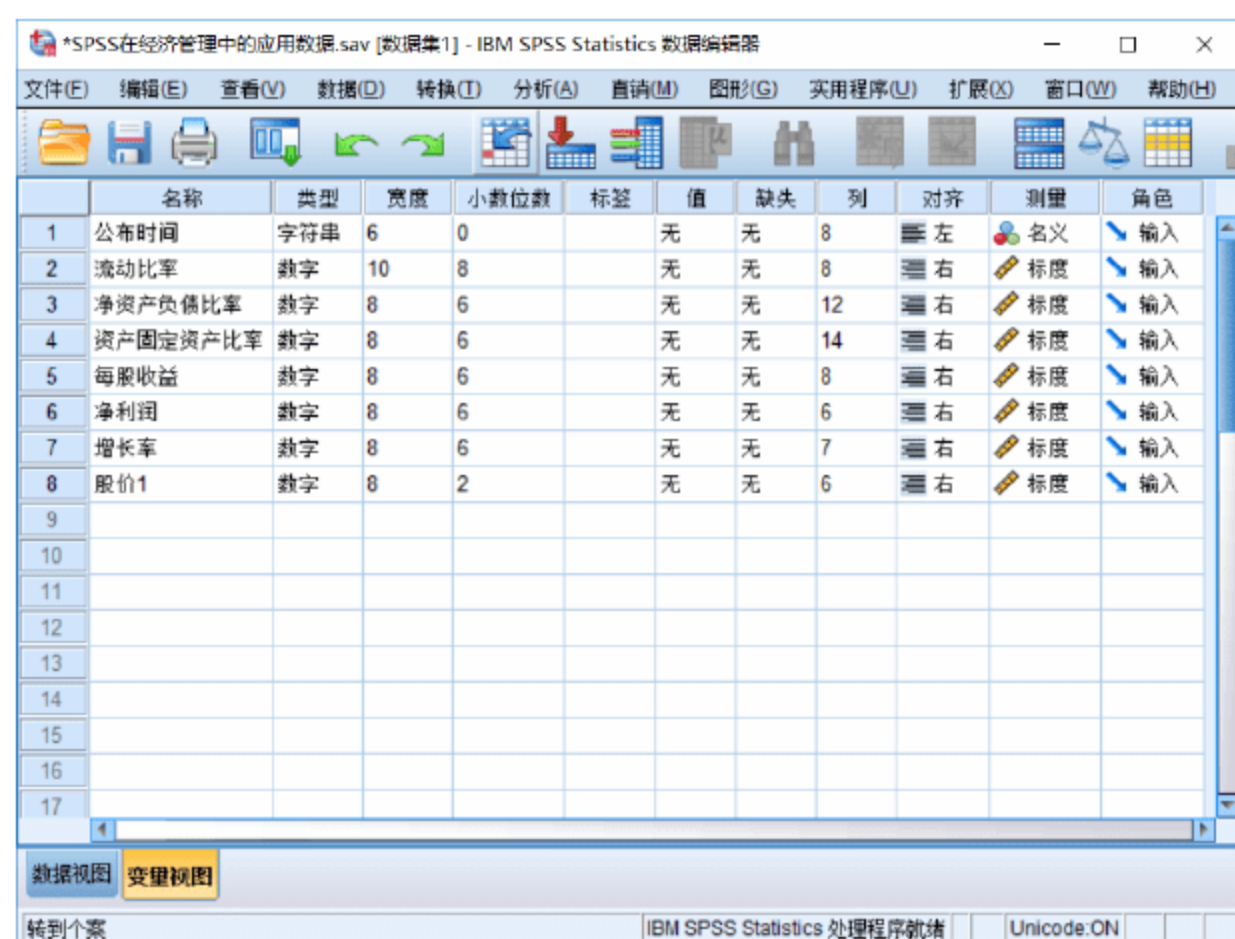 *SPSS在经济管理中的应用数据.sav [数据集1] - IBM SPSS Statistics 数据编辑器
文件(F) 编辑(E) 查看(V) 数据(D) 转换(T) 分析(A) 直销(M) 图形(G) 实用程序(U) 扩展(X) 窗口(W) 帮助(H)
名称 类型 宽度 小数位数 标签 值 缺失 列 对齐 测量 角色
1 公布时间 字符串 6 0 无 无 8 左 名义 输入
2 流动比率 数字 10 8 无 无 8 右 标度 输入
3 净资产负债比率 数字 8 6 无 无 12 右 标度 输入
4 资产固定资产比率 数字 8 6 无 无 14 右 标度 输入
5 每股收益 数字 8 6 无 无 8 右 标度 输入
6 净利润 数字 8 6 无 无 6 右 标度 输入
7 增长率 数字 8 6 无 无 7 右 标度 输入
8 股价1 数字 8 2 无 无 6 右 标度 输入
9
10
11
12
13
14
15
16
17
数据视图 变量视图
转到个案 IBM SPSS Statistics 处理程序就绪 Unicode:ON